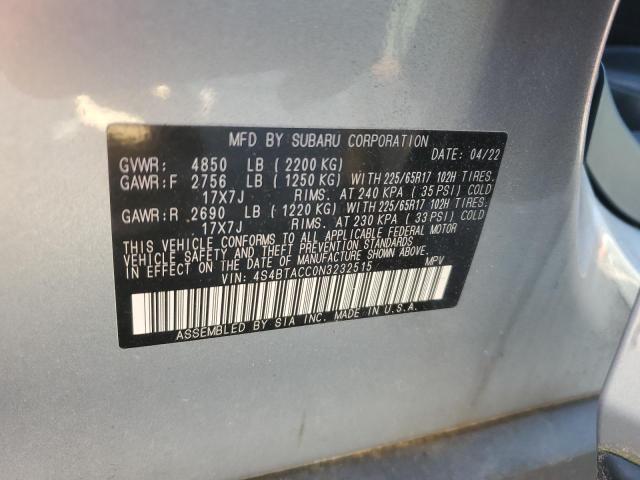 MFD BY SUBARU CORPORATION
DATE: 04/22
GVWR: 4850 LB (2200 KG)
GAWR:F 2756 LB (1250 KG) WITH 225/65R17 102H TIRES.
17X7J RIMS. AT 240 KPA (35 PSI) COLD
GAWR:R .2690 LB (1220 KG) WITH 225/65R17 102H TIRES.
17X7J RIMS. AT 230 KPA (33 PSI) COLD
THIS VEHICLE CONFORMS TO ALL APPLICABLE FEDERAL MOTOR
VEHICLE SAFETY AND THEFT PREVENTION STANDARDS
IN EFFECT ON THE DATE OF MANUFACTURE SHOWN ABOVE.
VIN: 4S4BTACC0N3232515 MPV
ASSEMBLED BY SIA INC. MADE IN U.S.A.